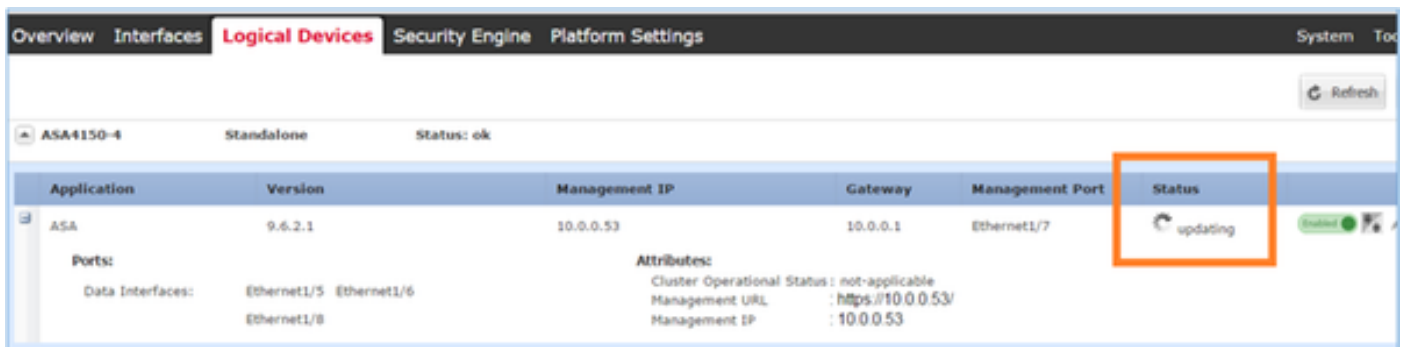 Overview Interfaces Logical Devices Security Engine Platform Settings System
Refresh
ASA4150-4 Standalone Status: ok
Application Version Management IP Gateway Management Port Status
ASA 9.6.2.1 10.0.0.53 10.0.0.1 Ethernet1/7 updating Enabled
Ports: Attributes:
Cluster Operational Status : not-applicable
Data Interfaces: Ethernet1/5 Ethernet1/6
Management URL : https://10.0.0.53/
Ethernet1/8 Management IP : 10.0.0.53